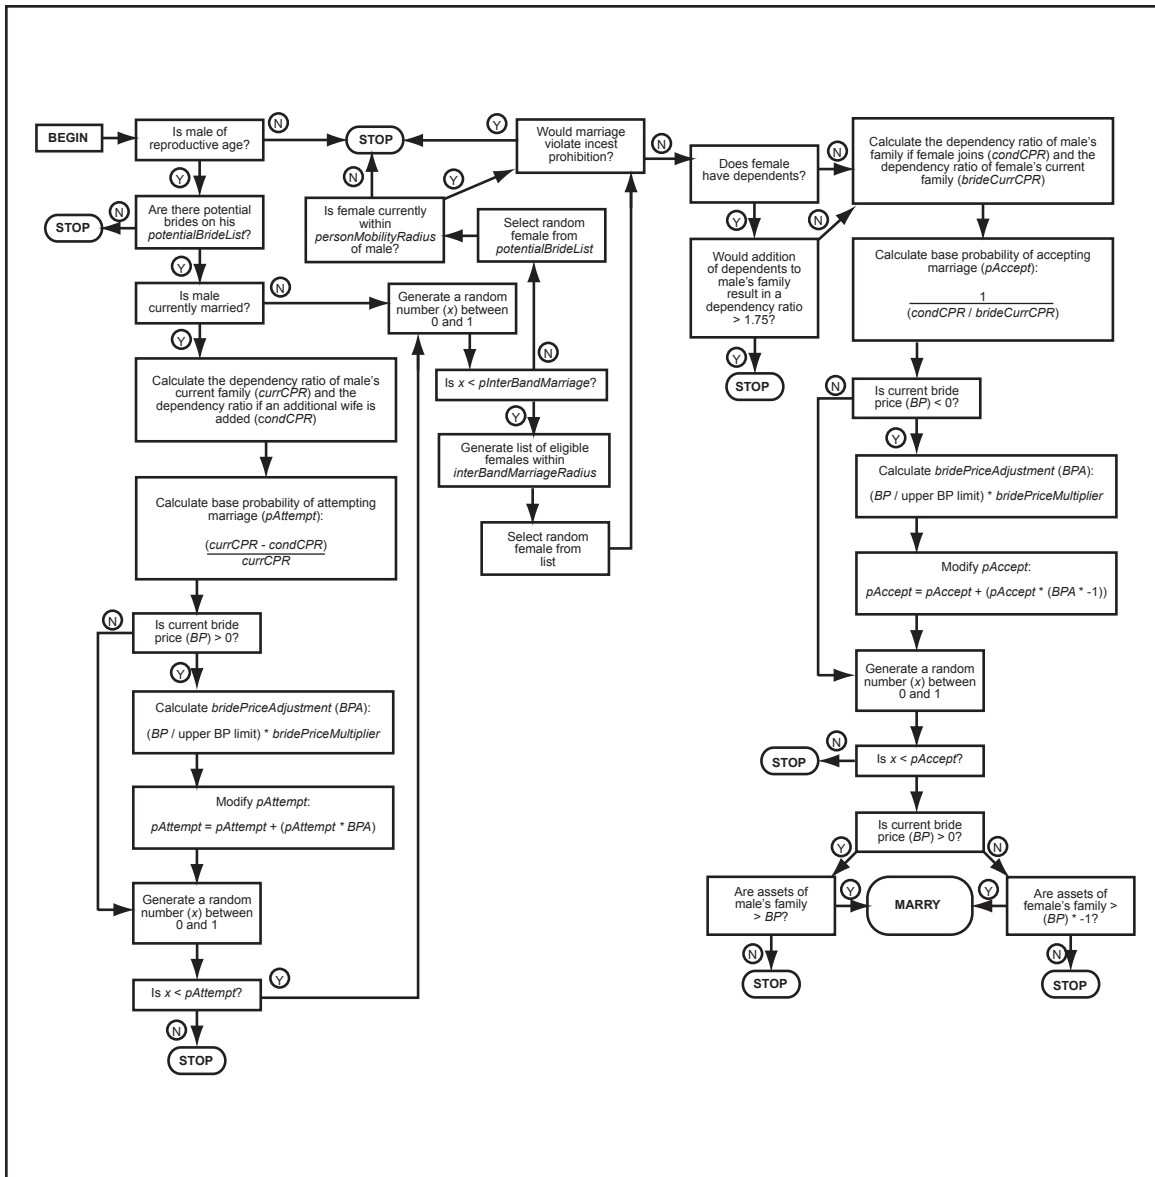 BEGIN
Is male of
reproductive age?
N
STOP
Y
Would marriage
violate incest
prohibition?
N
Does female
have dependents?
N
Calculate the dependency ratio of male's
family if female joins (condCPR) and the
dependency ratio of female's current
family (brideCurrCPR)
Y
N
Y
STOP
N
Are there potential
brides on his
potentialBrideList?
Is female currently
within
personMobilityRadius
of male?
Select random
female from
potentialBrideList
Y
N
Would addition
of dependents to
male's family
result in a
dependency ratio
> 1.75?
Y
STOP
Calculate base probability of accepting
marriage (pAccept):
1
(condCPR / brideCurrCPR)
Y
Is male
currently married?
N
Generate a random
number (x) between
0 and 1
N
Y
Is x < pInterBandMarriage?
Y
Calculate the dependency ratio of male's
current family (currCPR) and the
dependency ratio if an additional wife is
added (condCPR)
Generate list of eligible
females within
interBandMarriageRadius
Select random
female from
list
N
Is current bride
price (BP) < 0?
Y
Calculate bridePriceAdjustment (BPA):
(BP / upper BP limit) * bridePriceMultiplier
Calculate base probability of attempting
marriage (pAttempt):
(currCPR - condCPR)
currCPR
Modify pAccept:
pAccept = pAccept + (pAccept * (BPA * -1))
N
Is current bride
price (BP) > 0?
Y
Generate a random
number (x) between
0 and 1
Calculate bridePriceAdjustment (BPA):
(BP / upper BP limit) * bridePriceMultiplier
STOP
N
Is x < pAccept?
Modify pAttempt:
pAttempt = pAttempt + (pAttempt * BPA)
Is current bride
price (BP) > 0?
Y
N
Generate a random
number (x) between
0 and 1
Are assets of
male's family
> BP?
Y
MARRY
Y
Are assets of
female's family >
(BP) * -1?
N
STOP
N
STOP
Is x < pAttempt?
Y
N
STOP